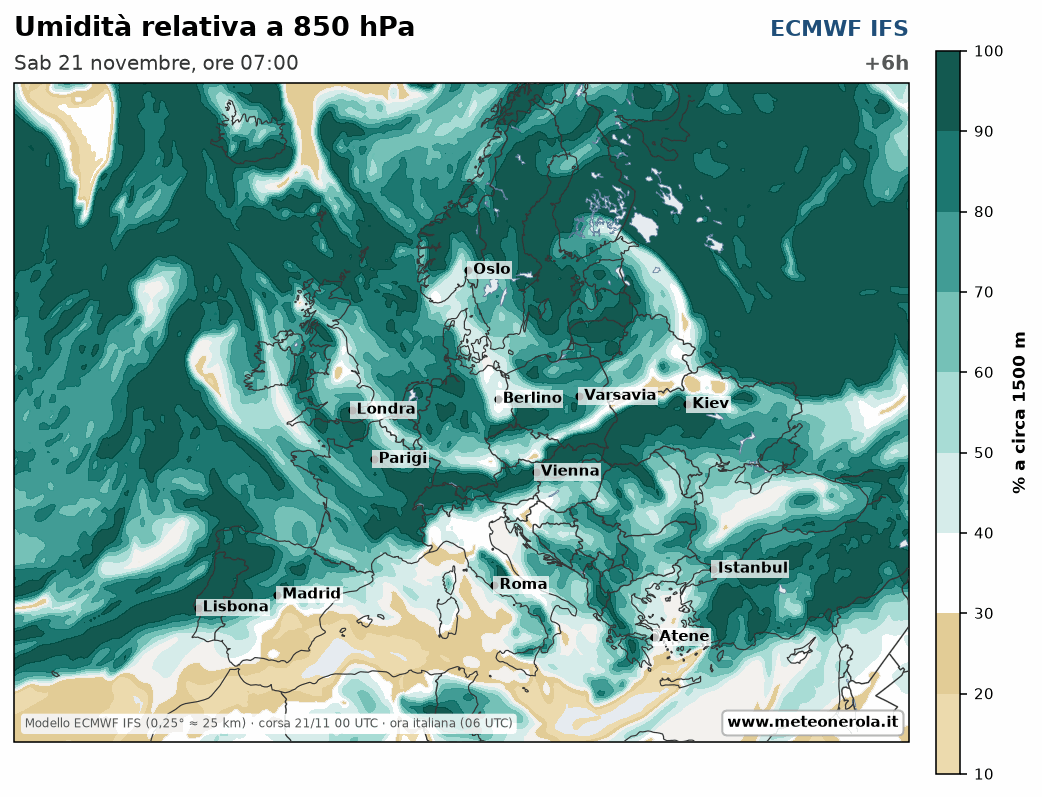 Umidità relativa a 850 hPa
ECMWF IFS
Sab 21 novembre, ore 07:00
+6h
100
90
80
70
60
50
40
30
20
10
% a circa 1500 m
Oslo
Berlino
Varsavia
Kiev
Londra
Parigi
Vienna
Istanbul
Roma
Madrid
Lisbona
Atene
Modello ECMWF IFS (0,25° ≈ 25 km) · corsa 21/11 00 UTC · ora italiana (06 UTC)
www.meteonerola.it